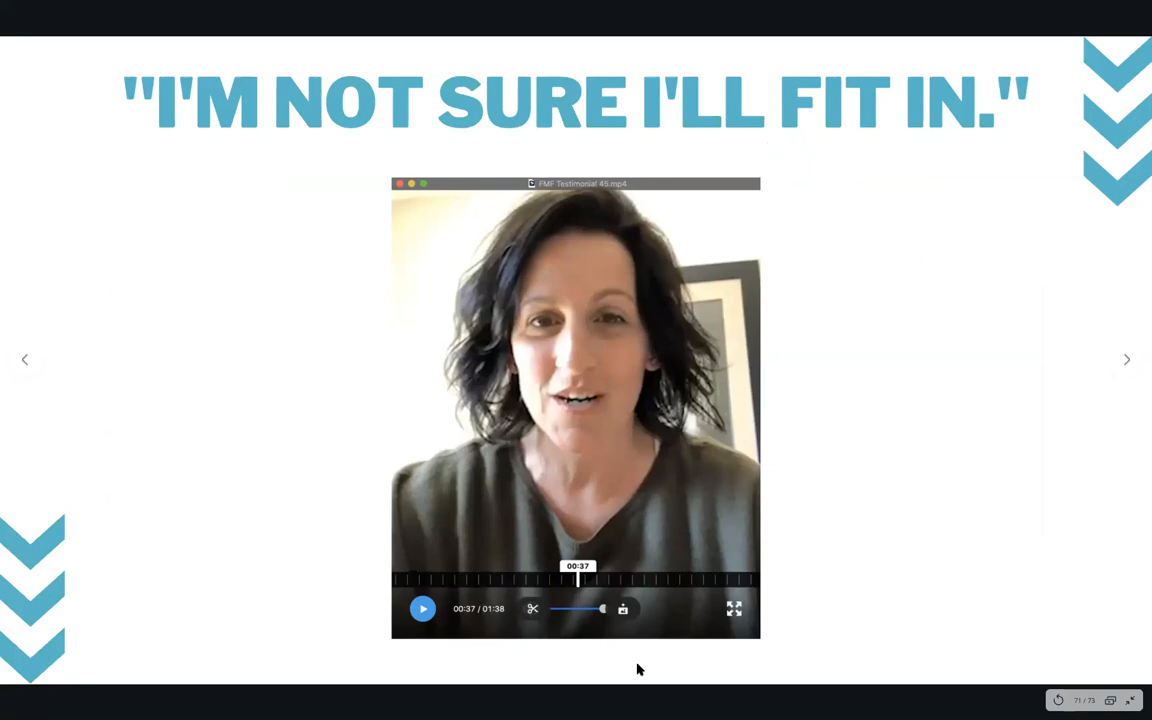 "I'M NOT SURE I'LL FIT IN."
FMF Testimonial 45.mp4
00:37
00:37 / 01:38
71 / 73